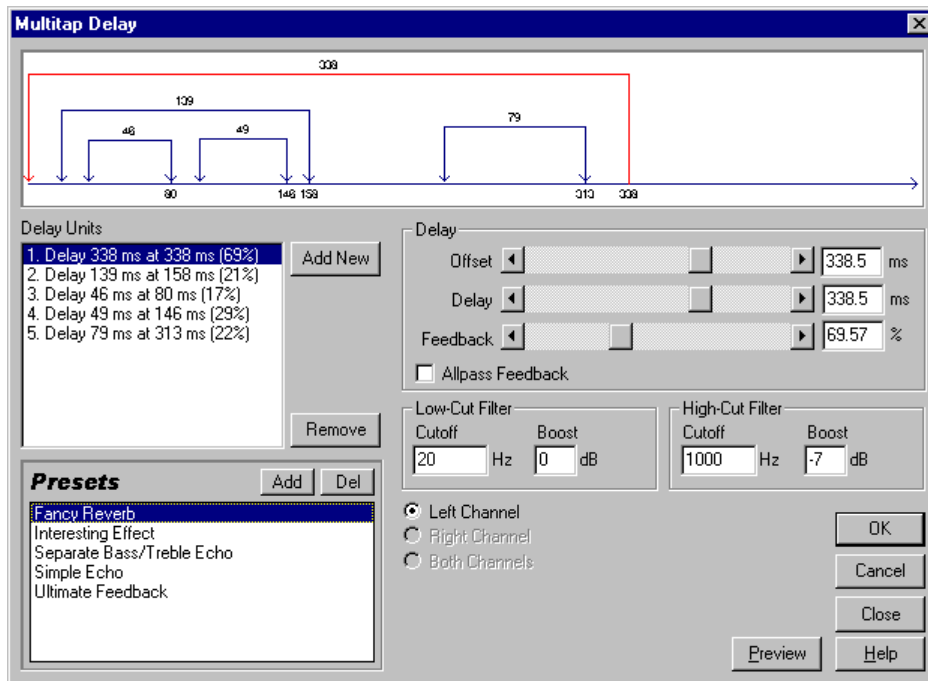 Multitap Delay
338
139
46
49
79
80
146 158
313
338
Delay Units
1. Delay 338 ms at 338 ms (69%)
2. Delay 139 ms at 158 ms (21%)
3. Delay 46 ms at 80 ms (17%)
4. Delay 49 ms at 146 ms (29%)
5. Delay 79 ms at 313 ms (22%)
Add New
Remove
Delay
Offset 338.5 ms
Delay 338.5 ms
Feedback 69.57 %
Allpass Feedback
Low-Cut Filter
Cutoff Boost
20 Hz 0 dB
High-Cut Filter
Cutoff Boost
1000 Hz -7 dB
Presets
Add Del
Fancy Reverb
Interesting Effect
Separate Bass/Treble Echo
Simple Echo
Ultimate Feedback
Left Channel
Right Channel
Both Channels
OK
Cancel
Close
Preview
Help